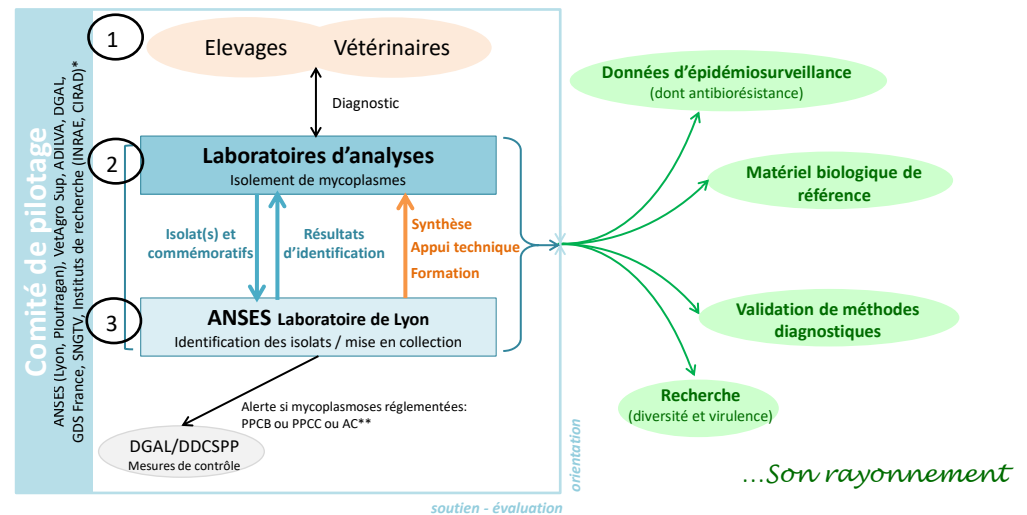 Comité de pilotage
ANSES (Lyon, Ploufragan), VetAgro Sup, ADILVA, DGAL,
GDS France, SNGTV, Instituts de recherche (INRAE, CIRAD)*
1
Elevages
Vétérinaires
Diagnostic
2
Laboratoires d'analyses
Isolement de mycoplasmes
Isolat(s) et
commémoratifs
Résultats
d'identification
Synthèse
Appui technique
Formation
3
ANSES Laboratoire de Lyon
Identification des isolats / mise en collection
Alerte si mycoplasmoses réglementées:
PPCB ou PPCC ou AC**
DGAL/DDCSPP
Mesures de contrôle
soutien - évaluation
orientation
Données d'épidémiosurveillance
(dont antibiorésistance)
Matériel biologique de
référence
Validation de méthodes
diagnostiques
Recherche
(diversité et virulence)
...Son rayonnement